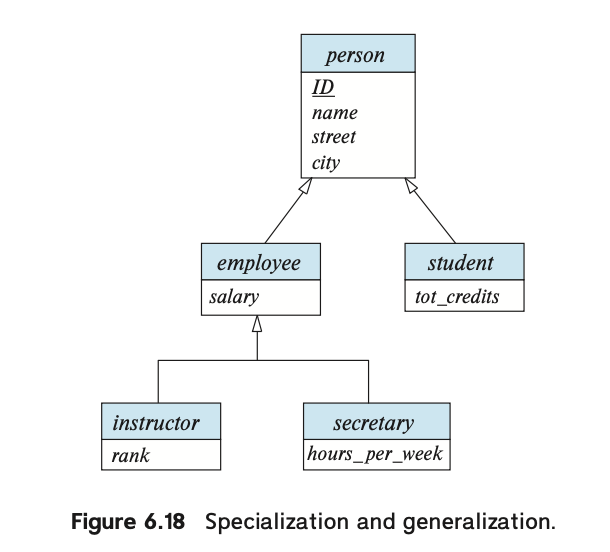 person
ID
name
street
city
employee
student
salary
tot_credits
instructor
secretary
rank
hours_per_week
Figure 6.18 Specialization and generalization.